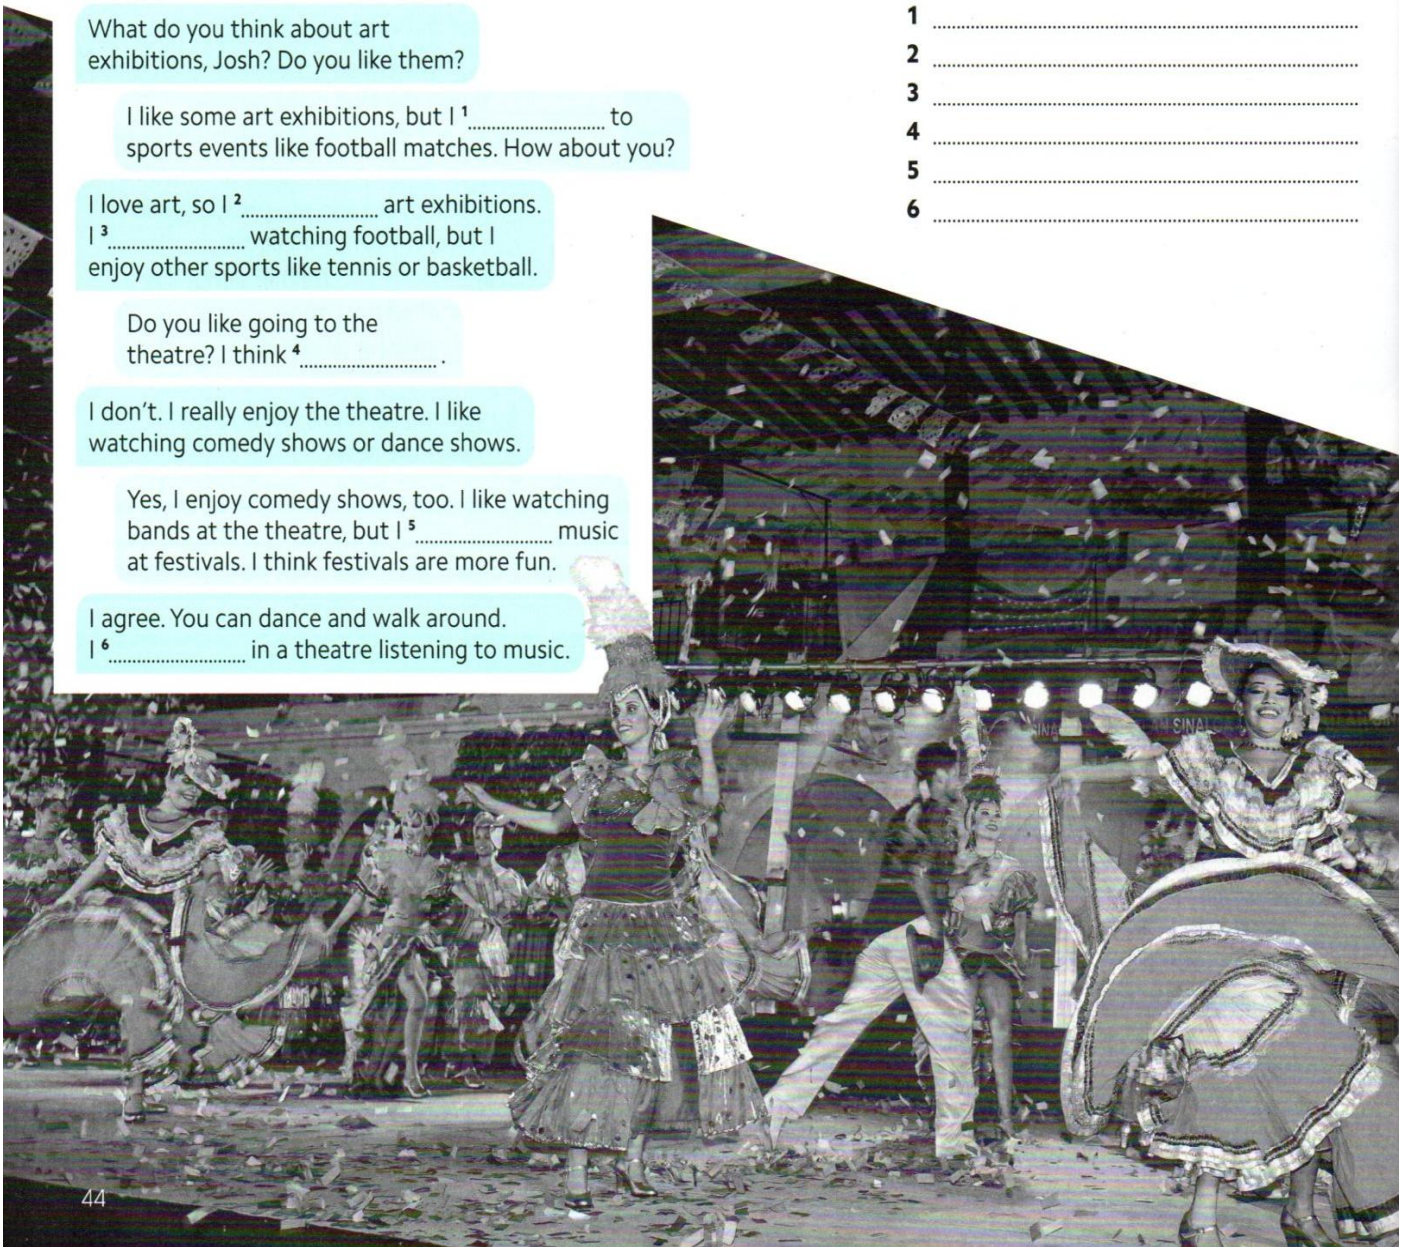 What do you think about art
exhibitions, Josh? Do you like them?
I like some art exhibitions, but I 1........................... to
sports events like football matches. How about you?
I love art, so I 2........................... art exhibitions.
I 3........................... watching football, but I
enjoy other sports like tennis or basketball.
Do you like going to the
theatre? I think 4........................... .
I don't. I really enjoy the theatre. I like
watching comedy shows or dance shows.
Yes, I enjoy comedy shows, too. I like watching
bands at the theatre, but I 5........................... music
at festivals. I think festivals are more fun.
I agree. You can dance and walk around.
I 6........................... in a theatre listening to music.
1 ....................................................................................
2 ....................................................................................
3 ....................................................................................
4 ....................................................................................
5 ....................................................................................
6 ....................................................................................
44